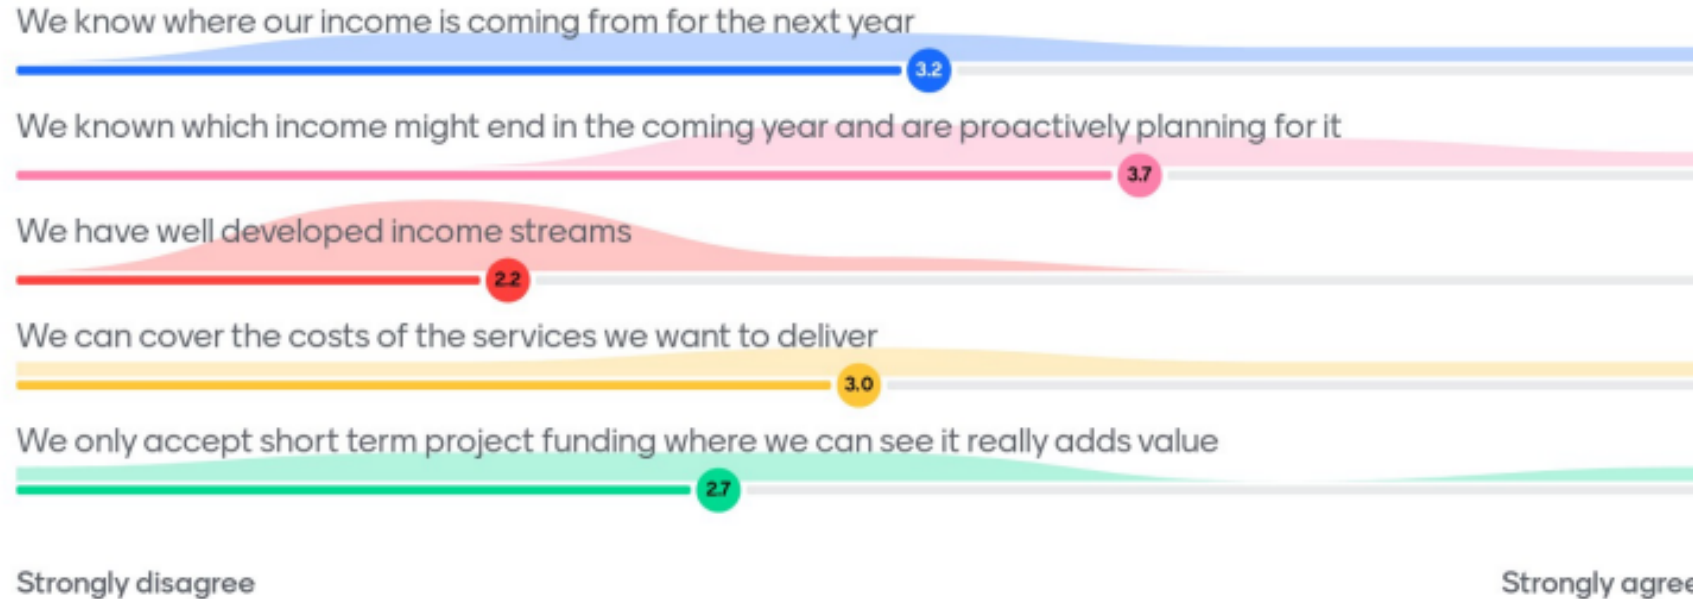 We know where our income is coming from for the next year
3.2
We known which income might end in the coming year and are proactively planning for it
3.7
We have well developed income streams
2.2
We can cover the costs of the services we want to deliver
3.0
We only accept short term project funding where we can see it really adds value
2.7
Strongly disagree
Strongly agree